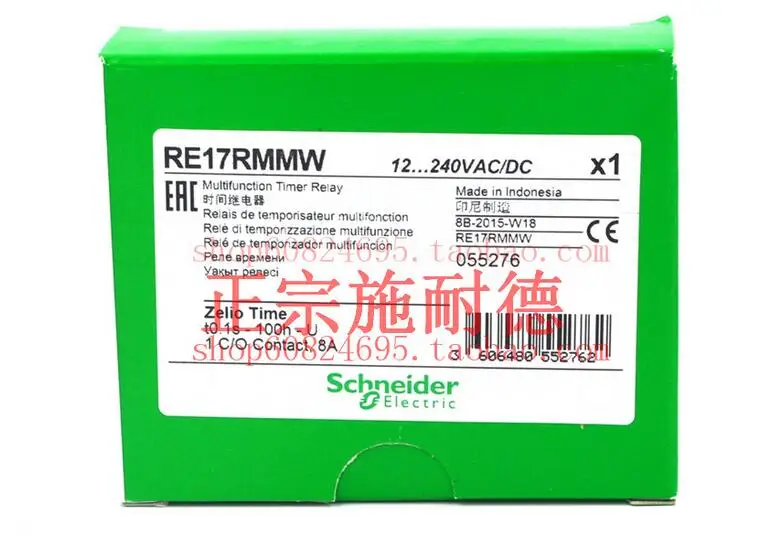 RE17RMMW 12...240VAC/DC x1
EAC Multifunction Timer Relay Made in Indonesia
时间继电器 印尼制造
Relais de temporisateur multifonction 8B-2015-W18 CE
Relè di temporizzazione multifunzione RE17RMMW
Relé de temporizador multifunción
shop60824695.taobao.com
Реле времени 055276
Уакыт релесі
正宗施耐德
Zelio Time
t0.1s - 100h - U
1 C/O Contact, 8A
shop60824695.taobao.com
3 606480 552762
Schneider
Electric